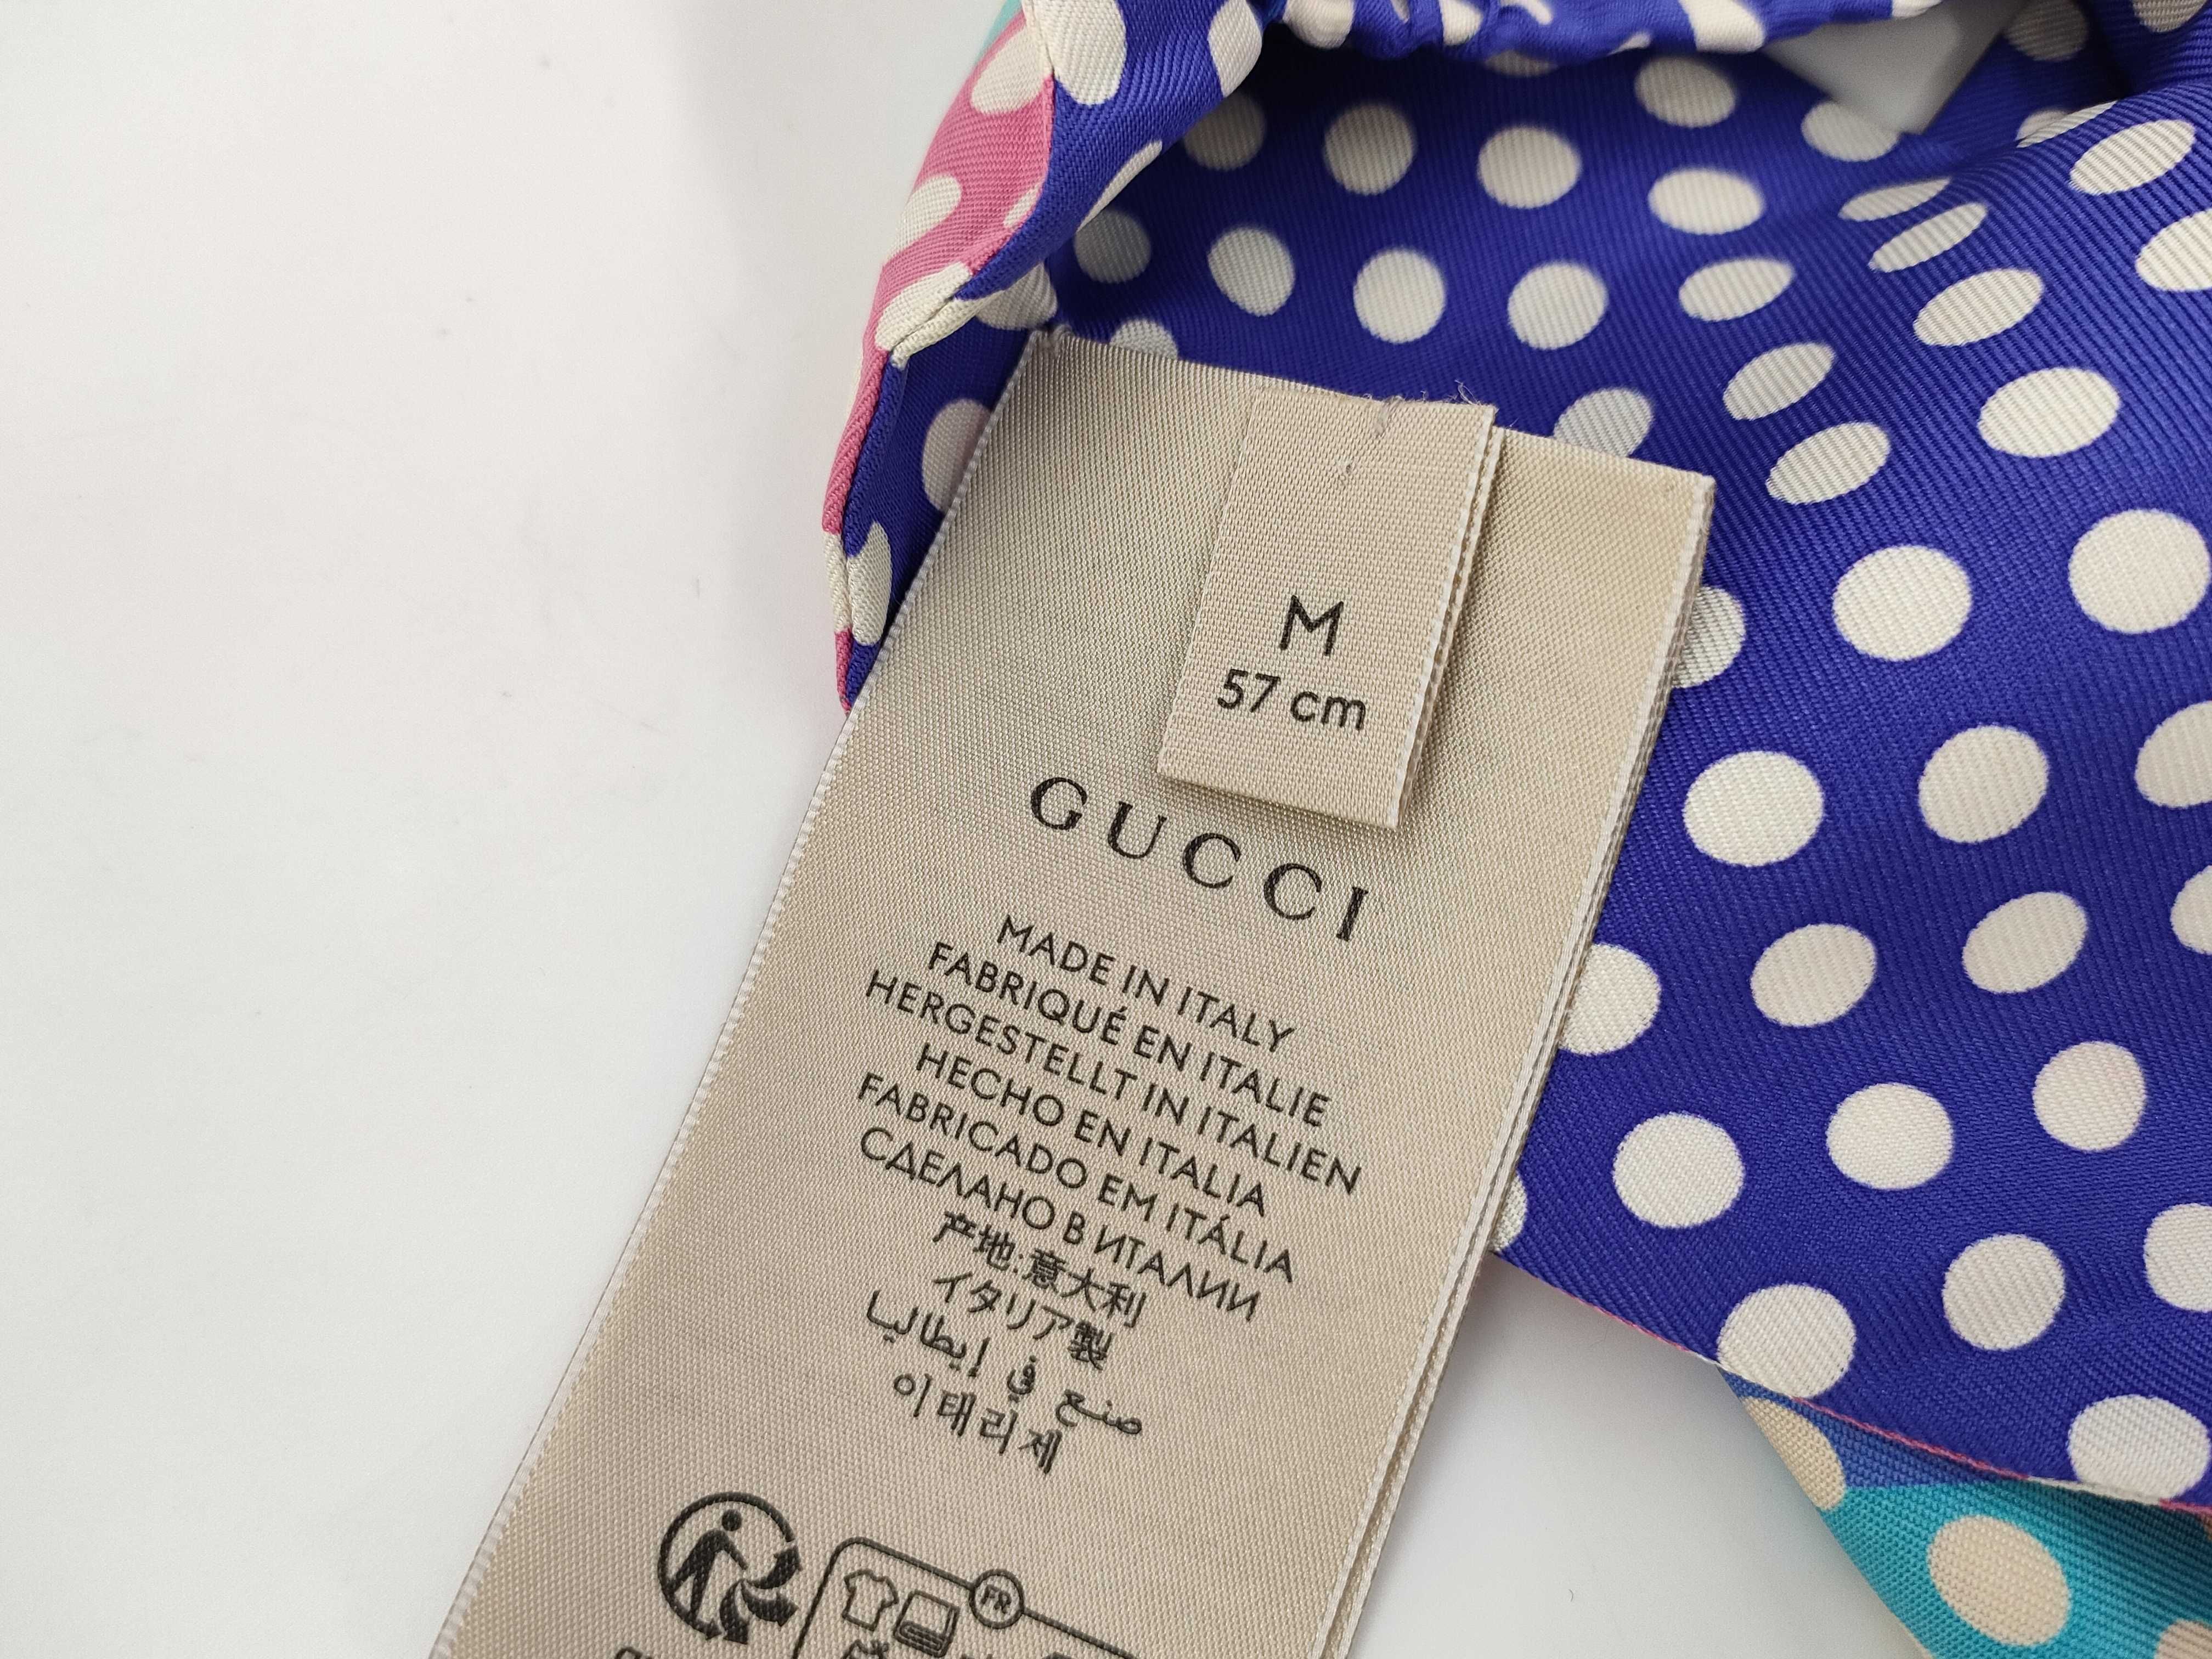 M
57 cm
GUCCI
MADE IN ITALY
FABRIQUÉ EN ITALIE
HERGESTELLT IN ITALIEN
HECHO EN ITALIA
FABRICADO EM ITÁLIA
СДЕЛАНО В ИТАЛИИ
产地:意大利
イタリア製
صنع في إيطاليا
이태리제
FR